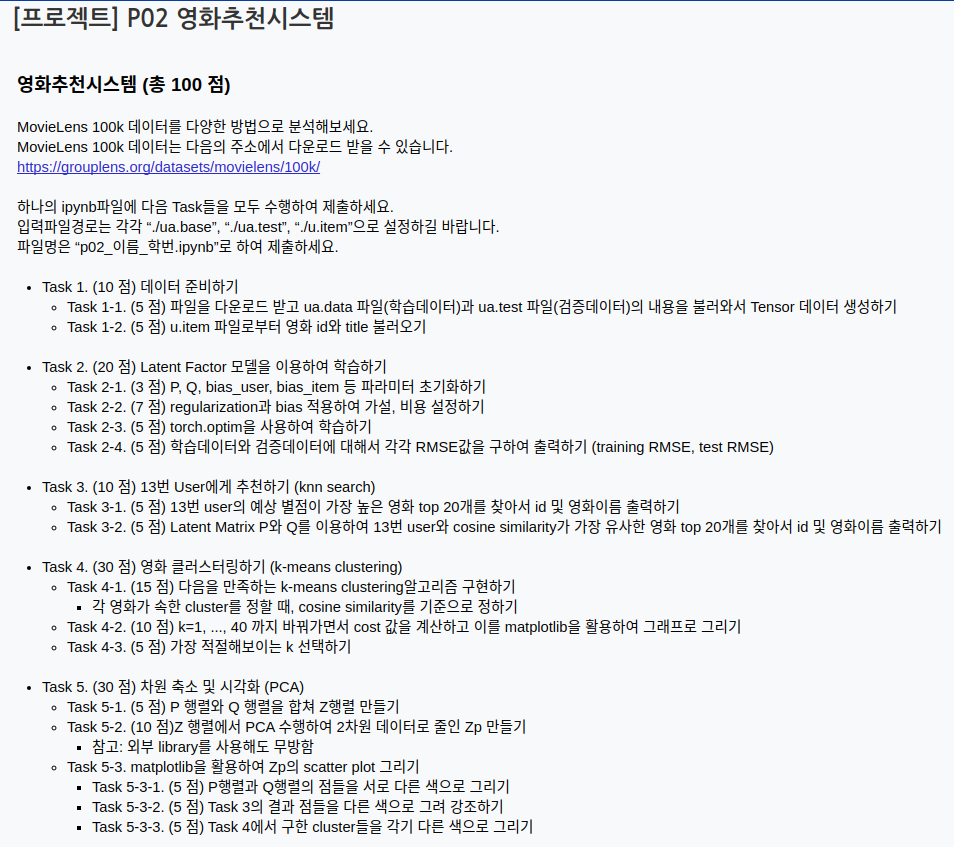 [프로젝트] P02 영화추천시스템
영화추천시스템 (총 100 점)
MovieLens 100k 데이터를 다양한 방법으로 분석해보세요.
MovieLens 100k 데이터는 다음의 주소에서 다운로드 받을 수 있습니다.
https://grouplens.org/datasets/movielens/100k/
하나의 ipynb파일에 다음 Task들을 모두 수행하여 제출하세요.
입력파일경로는 각각 “./ua.base”, “./ua.test”, “./u.item”으로 설정하길 바랍니다.
파일명은 “p02_이름_학번.ipynb”로 하여 제출하세요.
• Task 1. (10 점) 데이터 준비하기
◦ Task 1-1. (5 점) 파일을 다운로드 받고 ua.data 파일(학습데이터)과 ua.test 파일(검증데이터)의 내용을 불러와서 Tensor 데이터 생성하기
◦ Task 1-2. (5 점) u.item 파일로부터 영화 id와 title 불러오기
• Task 2. (20 점) Latent Factor 모델을 이용하여 학습하기
◦ Task 2-1. (3 점) P, Q, bias_user, bias_item 등 파라미터 초기화하기
◦ Task 2-2. (7 점) regularization과 bias 적용하여 가설, 비용 설정하기
◦ Task 2-3. (5 점) torch.optim을 사용하여 학습하기
◦ Task 2-4. (5 점) 학습데이터와 검증데이터에 대해서 각각 RMSE값을 구하여 출력하기 (training RMSE, test RMSE)
• Task 3. (10 점) 13번 User에게 추천하기 (knn search)
◦ Task 3-1. (5 점) 13번 user의 예상 별점이 가장 높은 영화 top 20개를 찾아서 id 및 영화이름 출력하기
◦ Task 3-2. (5 점) Latent Matrix P와 Q를 이용하여 13번 user와 cosine similarity가 가장 유사한 영화 top 20개를 찾아서 id 및 영화이름 출력하기
• Task 4. (30 점) 영화 클러스터링하기 (k-means clustering)
◦ Task 4-1. (15 점) 다음을 만족하는 k-means clustering알고리즘 구현하기
▪ 각 영화가 속한 cluster를 정할 때, cosine similarity를 기준으로 정하기
◦ Task 4-2. (10 점) k=1, ..., 40 까지 바꿔가면서 cost 값을 계산하고 이를 matplotlib을 활용하여 그래프로 그리기
◦ Task 4-3. (5 점) 가장 적절해보이는 k 선택하기
• Task 5. (30 점) 차원 축소 및 시각화 (PCA)
◦ Task 5-1. (5 점) P 행렬와 Q 행렬을 합쳐 Z행렬 만들기
◦ Task 5-2. (10 점)Z 행렬에서 PCA 수행하여 2차원 데이터로 줄인 Zp 만들기
▪ 참고: 외부 library를 사용해도 무방함
◦ Task 5-3. matplotlib을 활용하여 Zp의 scatter plot 그리기
▪ Task 5-3-1. (5 점) P행렬과 Q행렬의 점들을 서로 다른 색으로 그리기
▪ Task 5-3-2. (5 점) Task 3의 결과 점들을 다른 색으로 그려 강조하기
▪ Task 5-3-3. (5 점) Task 4에서 구한 cluster들을 각기 다른 색으로 그리기